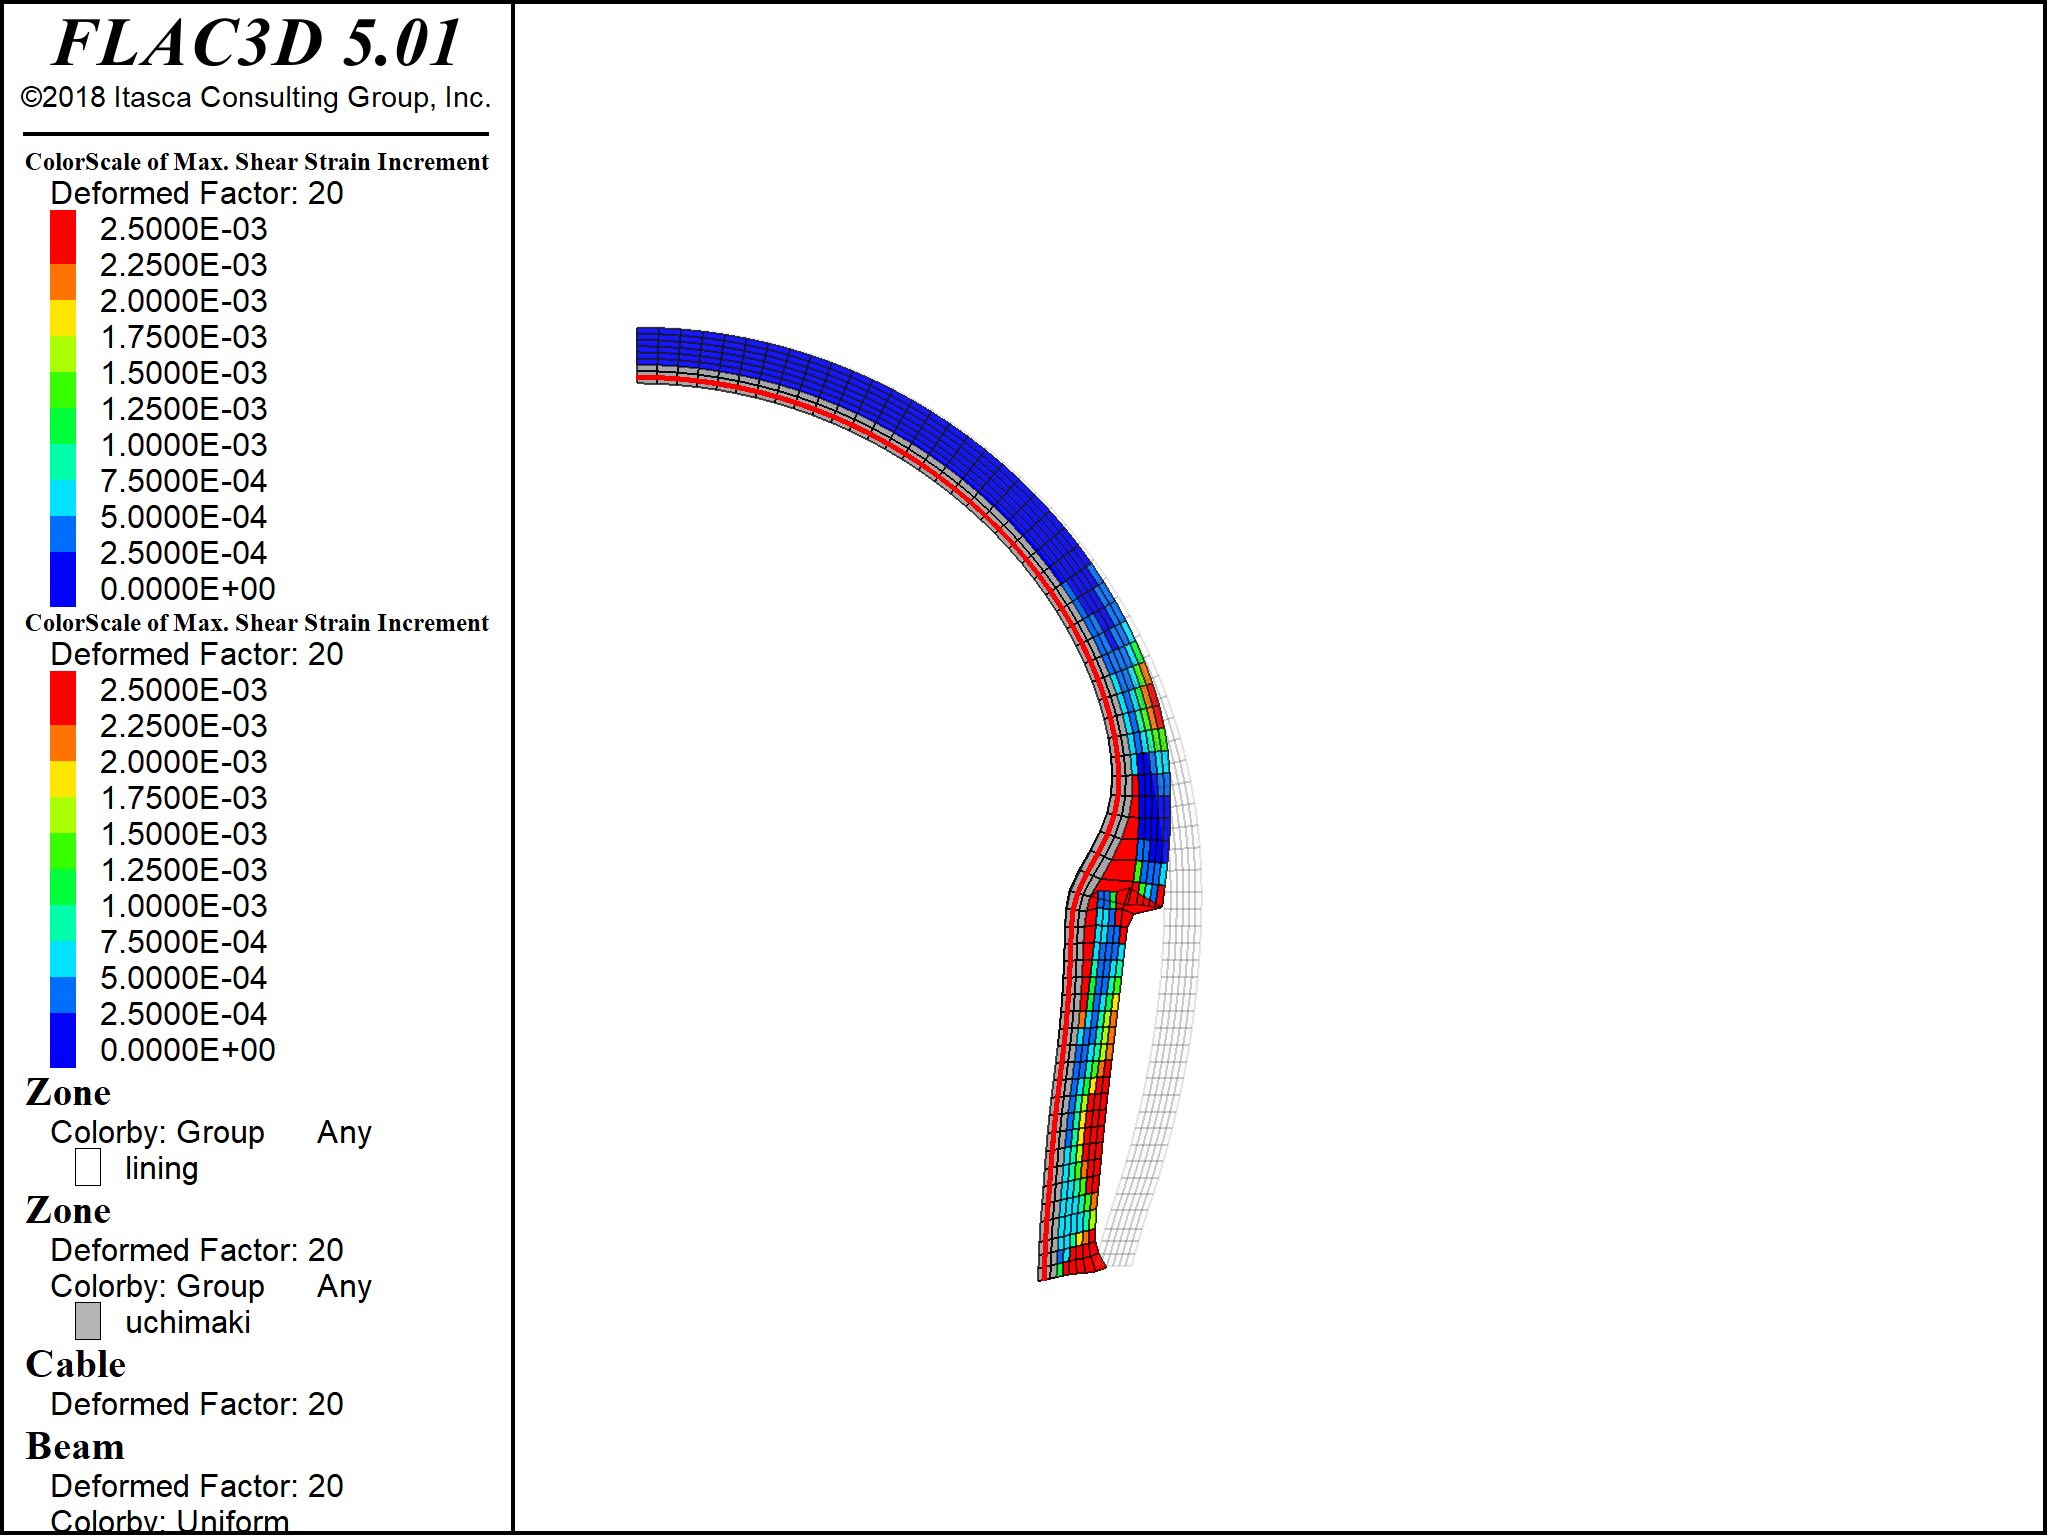 FLAC3D 5.01
©2018 Itasca Consulting Group, Inc.
ColorScale of Max. Shear Strain Increment
Deformed Factor: 20
2.5000E-03
2.2500E-03
2.0000E-03
1.7500E-03
1.5000E-03
1.2500E-03
1.0000E-03
7.5000E-04
5.0000E-04
2.5000E-04
0.0000E+00
ColorScale of Max. Shear Strain Increment
Deformed Factor: 20
2.5000E-03
2.2500E-03
2.0000E-03
1.7500E-03
1.5000E-03
1.2500E-03
1.0000E-03
7.5000E-04
5.0000E-04
2.5000E-04
0.0000E+00
Zone
Colorby: Group Any
lining
Zone
Deformed Factor: 20
Colorby: Group Any
uchimaki
Cable
Deformed Factor: 20
Beam
Deformed Factor: 20
Colorby: Uniform